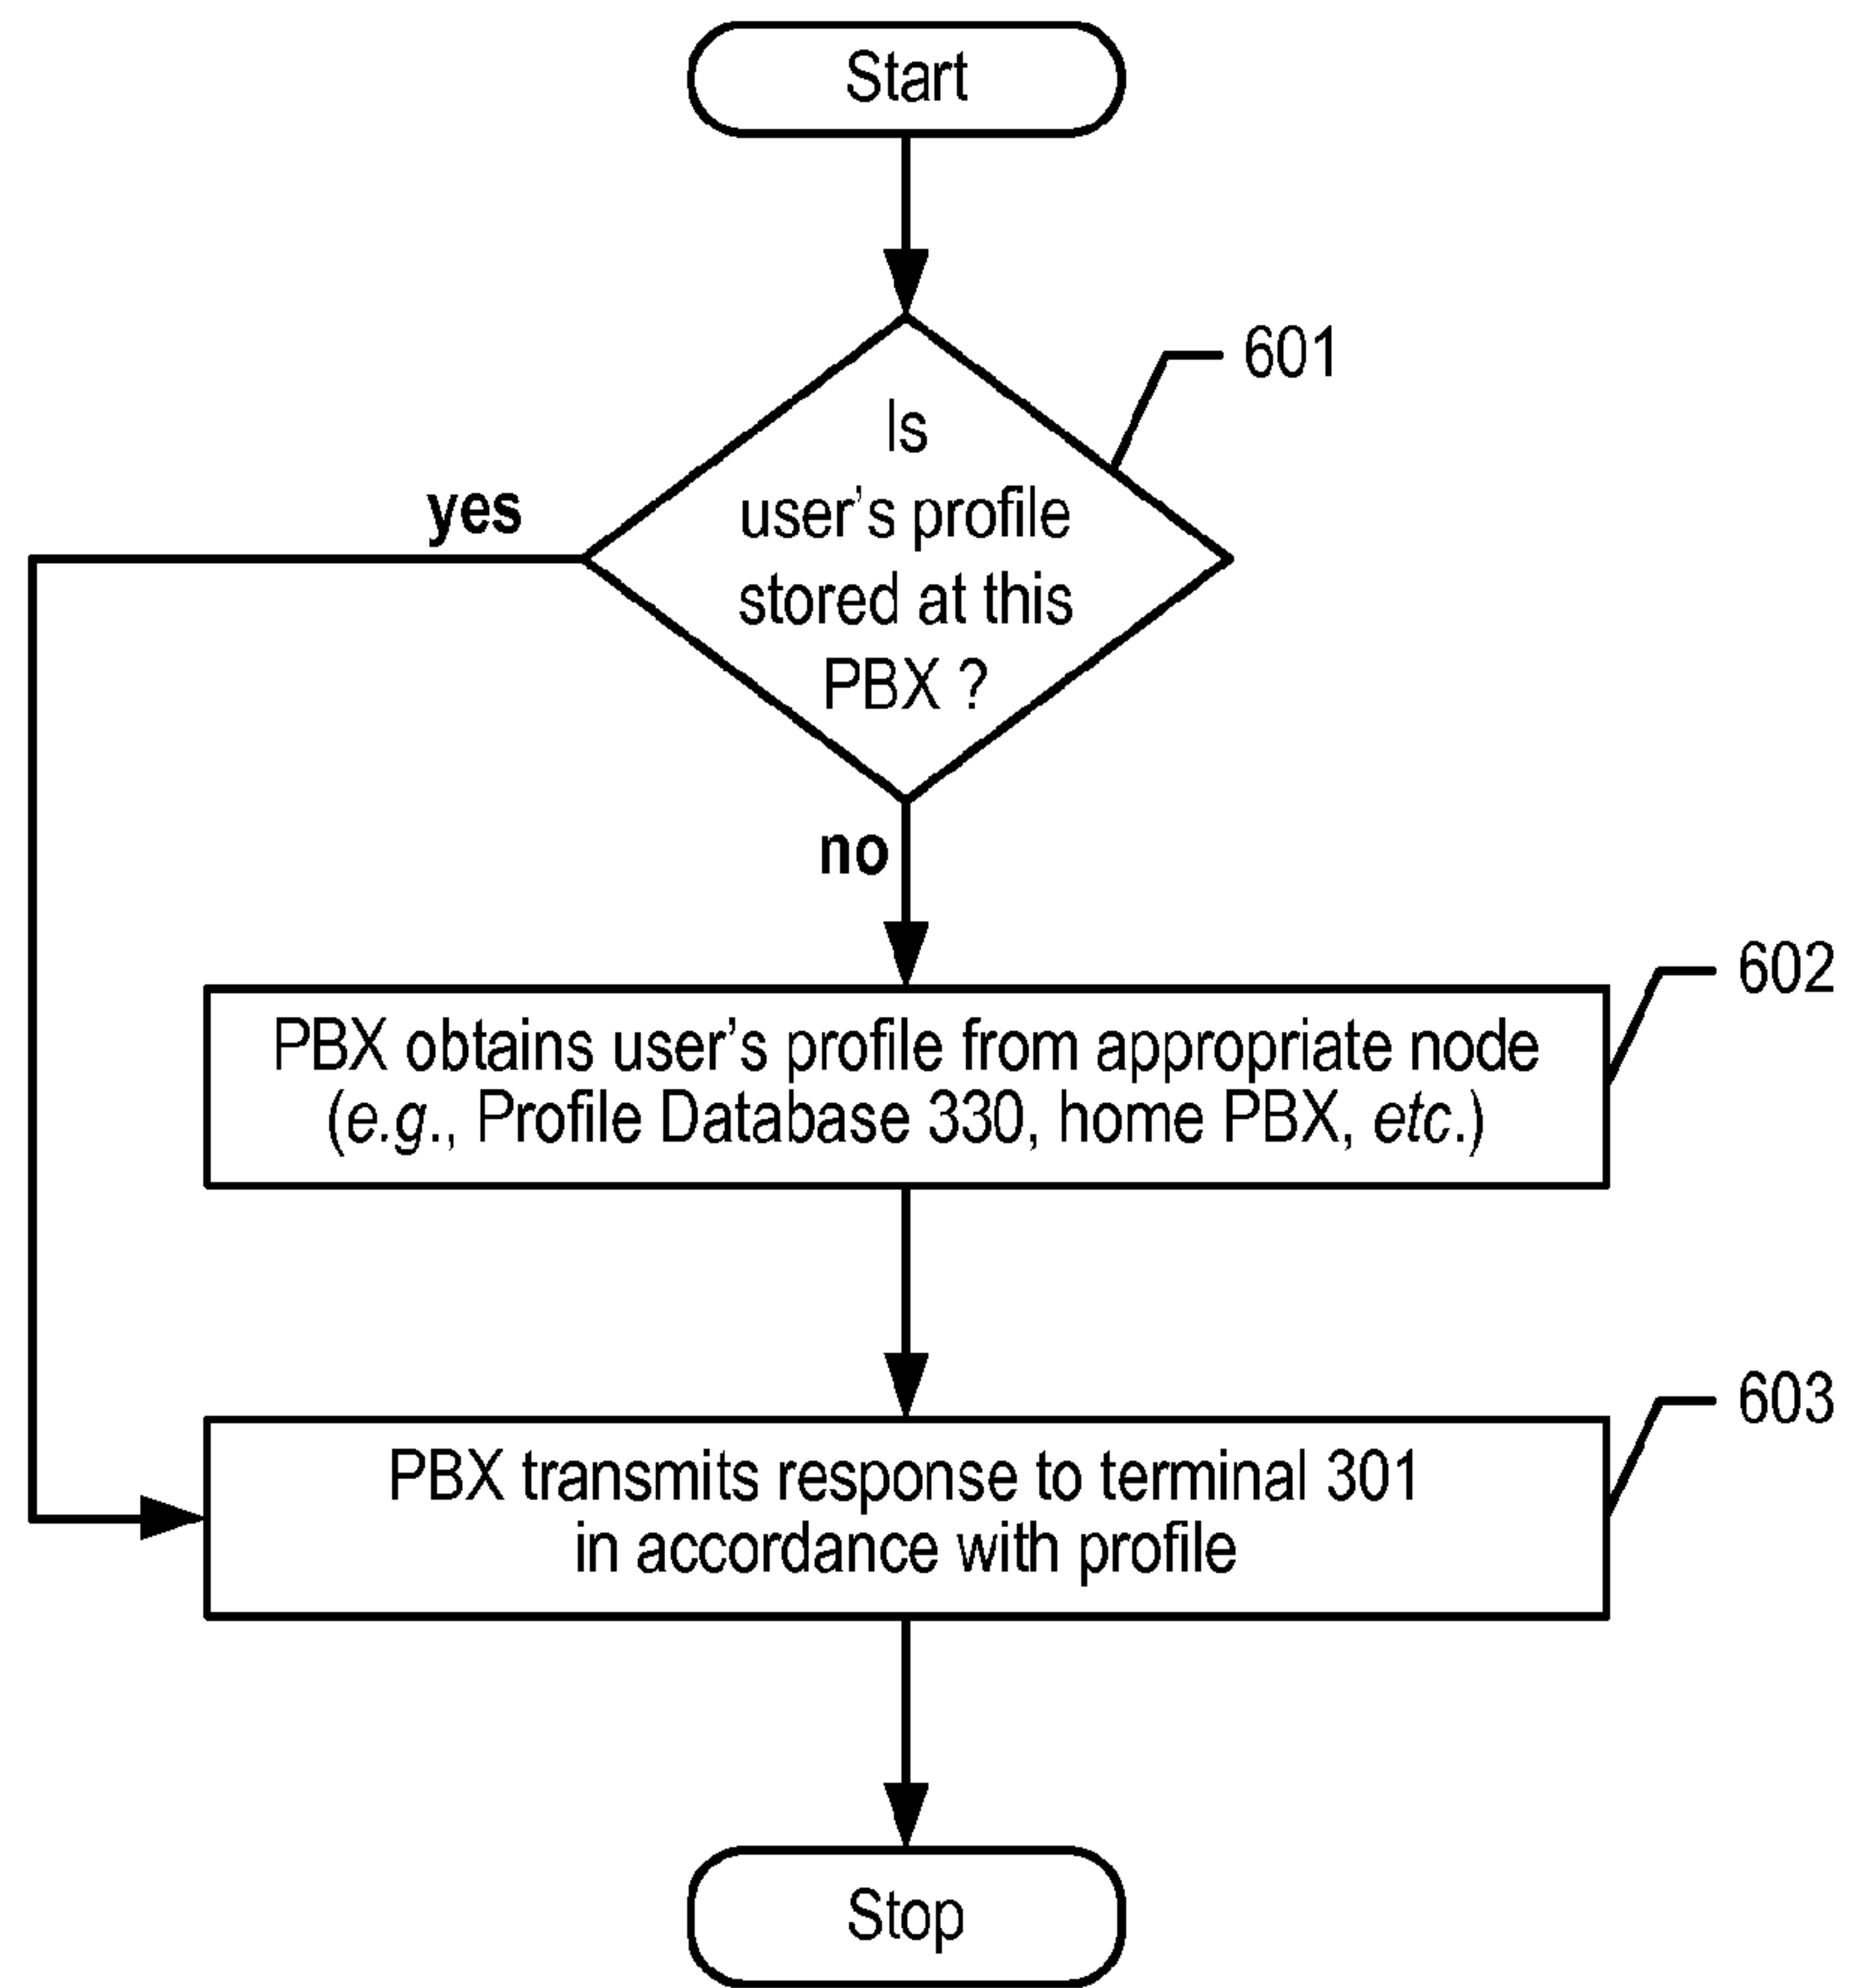 Start
601
Is
user’s profile
stored at this
PBX ?
yes
no
602
PBX obtains user’s profile from appropriate node
(e.g., Profile Database 330, home PBX, etc.)
603
PBX transmits response to terminal 301
in accordance with profile
Stop